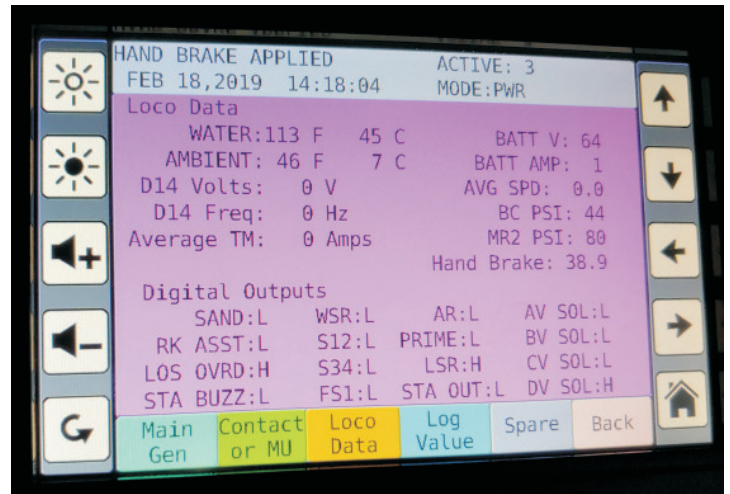 HAND BRAKE APPLIED ACTIVE: 3
FEB 18,2019 14:18:04 MODE:PWR
Loco Data
WATER:113 F 45 C BATT V: 64
AMBIENT: 46 F 7 C BATT AMP: 1
D14 Volts: 0 V AVG SPD: 0.0
D14 Freq: 0 Hz BC PSI: 44
Average TM: 0 Amps MR2 PSI: 80
Hand Brake: 38.9
Digital Outputs
SAND:L WSR:L AR:L AV SOL:L
RK ASST:L S12:L PRIME:L BV SOL:L
LOS OVRD:H S34:L LSR:H CV SOL:L
STA BUZZ:L FS1:L STA OUT:L DV SOL:H
Main Contact Loco Log Spare Back
Gen or MU Data Value